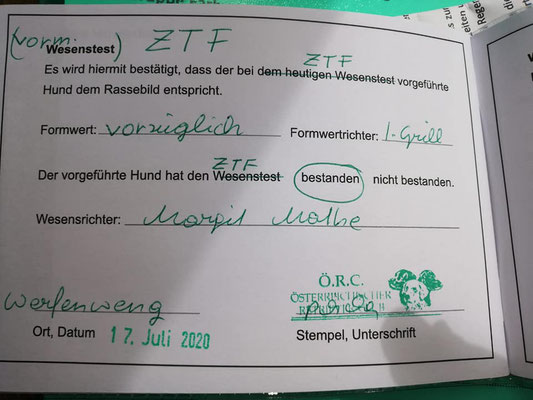 (vorm. Wesenstest) ZTF
ZTF
Es wird hiermit bestätigt, dass der bei dem heutigen Wesenstest vorgeführte
Hund dem Rassebild entspricht.
Formwert: vorzüglich Formwertrichter: I. Grill
ZTF
Der vorgeführte Hund hat den Wesenstest bestanden nicht bestanden.
Wesensrichter: Margit
Ö.R.C.
ÖSTERREICHISCHER
Werfenweng
Ort, Datum 17. Juli 2020 Stempel, Unterschrift